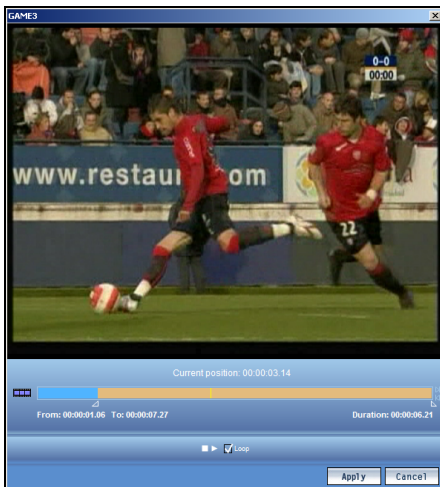 GAME3
0-0
00:00
www.restau om
22
Current position: 00:00:03.14
From: 00:00:01.06 To: 00:00:07.27
Duration: 00:00:06.21
Loop
Apply
Cancel